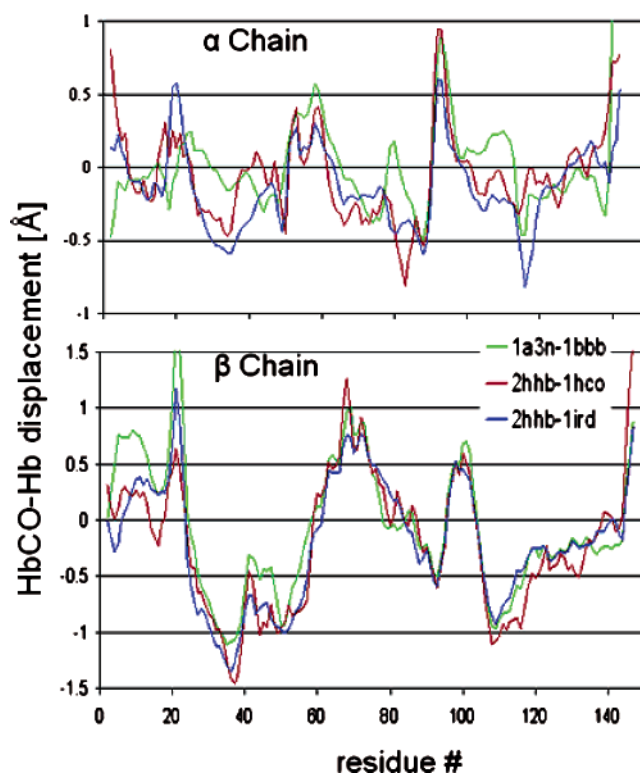 α Chain
1
0.5
0
-0.5
-1
HbCO-Hb displacement [Å]
β Chain
1a3n-1bbb
2hhb-1hco
2hhb-1ird
1.5
1
0.5
0
-0.5
-1
-1.5
0 20 40 60 80 100 120 140
residue #